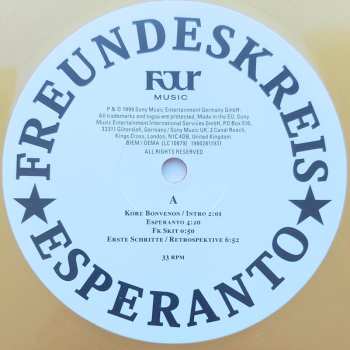 FREUNDESKREIS
FOUR
MUSIC
P & © 1999 Sony Music Entertainment Germany GmbH.
All trademarks and logos are protected. Made in the EU. Sony
Music Entertainment International Services GmbH, PO Box 510,
33311 Gütersloh, Germany / Sony Music UK, 2 Canal Reach,
Kings Cross, London, N1C 4DB, United Kingdom
BIEM / GEMA (LC 10679)
ALL RIGHTS RESERVED
A
KORE BONVENOS / INTRO 2:01
ESPERANTO 4:20
FK SKIT 0:50
ERSTE SCHRITTE / RETROSPEKTIVE 6:52
33 RPM
ESPERANTO